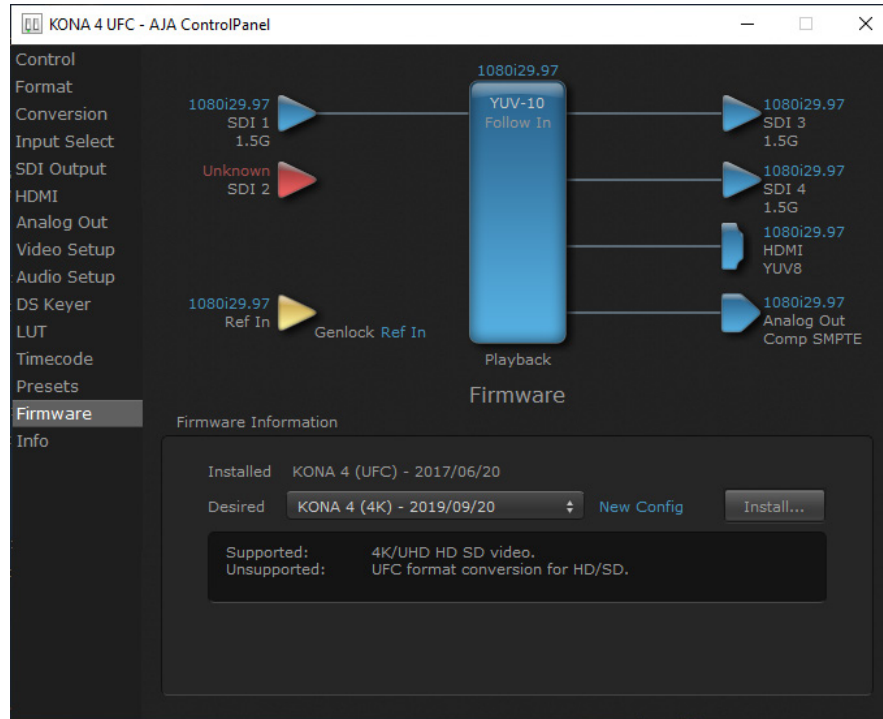 KONA 4 UFC - AJA ControlPanel
Control
Format
Conversion
Input Select
SDI Output
HDMI
Analog Out
Video Setup
Audio Setup
DS Keyer
LUT
Timecode
Presets
Firmware
Info
1080i29.97
YUV-10
Follow In
1080i29.97
SDI 1
1.5G
Unknown
SDI 2
1080i29.97
Ref In
Genlock Ref In
1080i29.97
SDI 3
1.5G
1080i29.97
SDI 4
1.5G
1080i29.97
HDMI
YUV8
1080i29.97
Analog Out
Comp SMPTE
Playback
Firmware
Firmware Information
Installed KONA 4 (UFC) - 2017/06/20
Desired KONA 4 (4K) - 2019/09/20 New Config Install...
Supported: 4K/UHD HD SD video.
Unsupported: UFC format conversion for HD/SD.